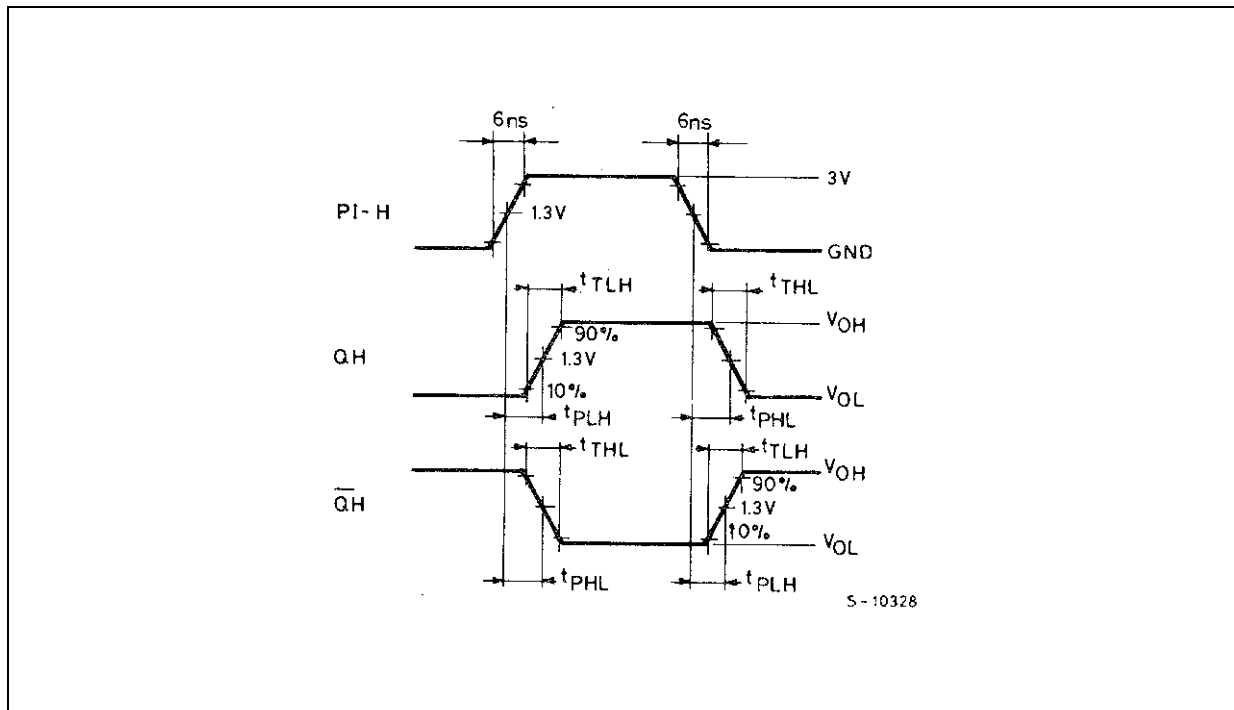 6ns 6ns
3V
PI-H 1.3V
GND
tTLH tTHL
VOH
90%
QH 1.3V
10%
VOL
tPLH tPHL
tTHL tTLH
VOH
90%
Q̅H 1.3V
10%
VOL
tPHL tPLH
S-10328